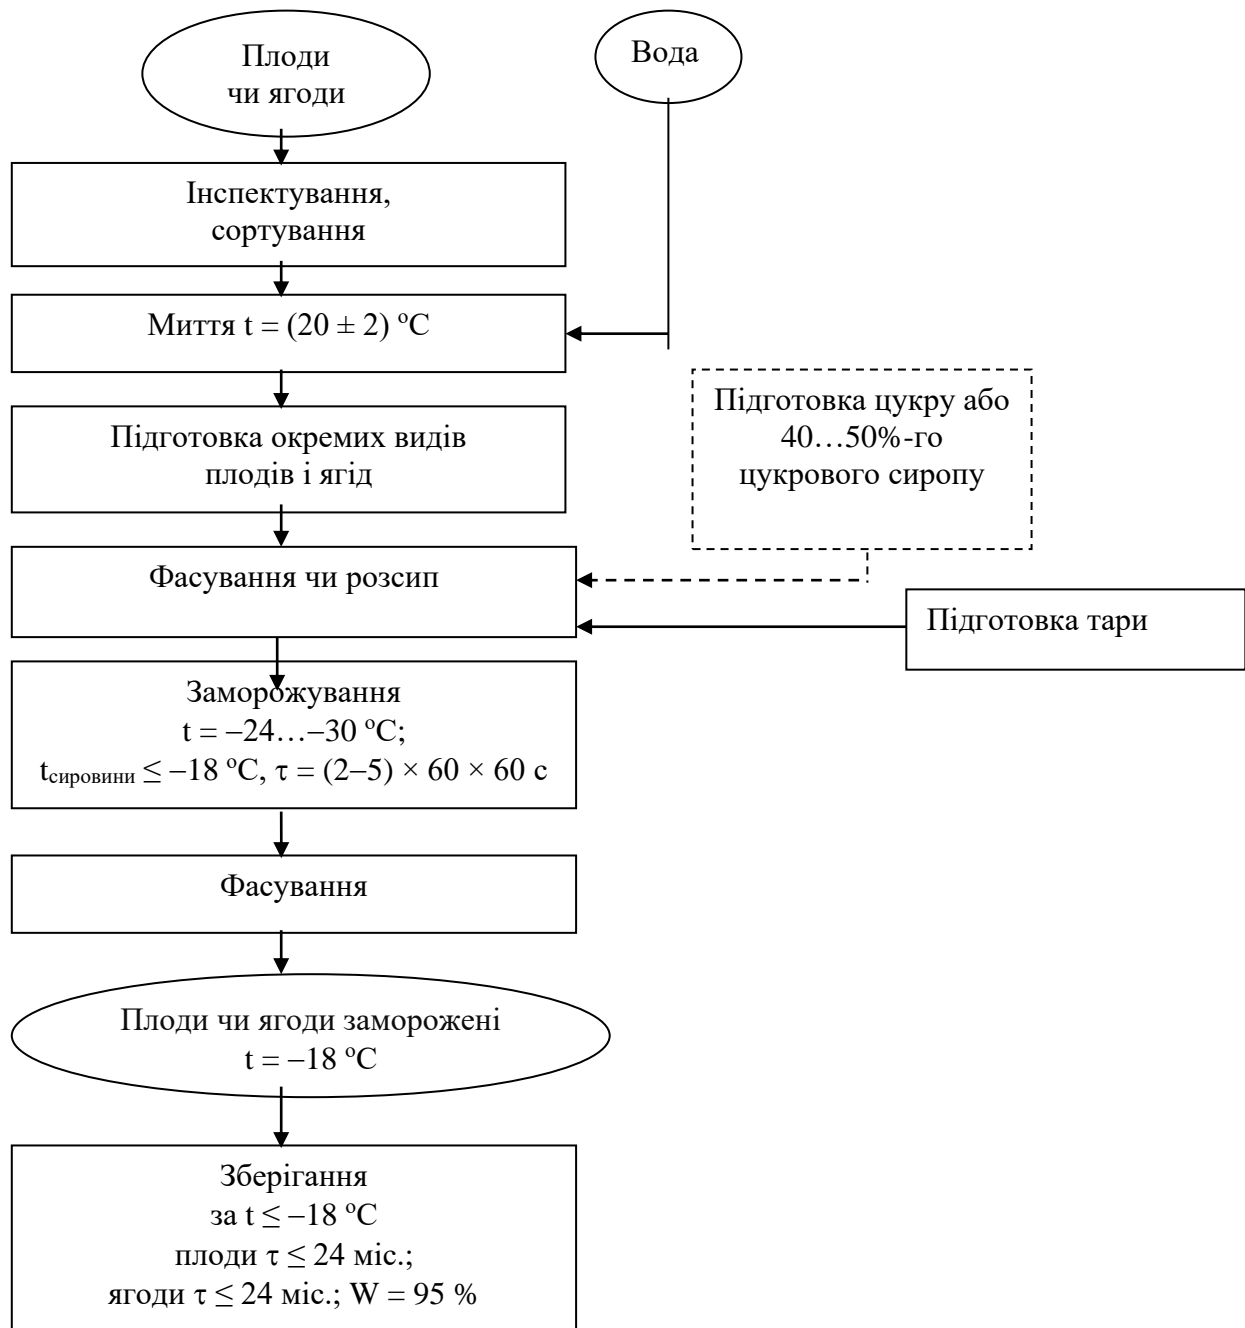 Плоди
чи ягоди
Вода
Інспектування,
сортування
Миття t = (20 ± 2) ºС
Підготовка цукру або
40…50%-го
цукрового сиропу
Підготовка окремих видів
плодів і ягід
Фасування чи розсип
Підготовка тари
Заморожування
t = –24…–30 ºС;
tсировини ≤ –18 ºС, τ = (2–5) × 60 × 60 с
Фасування
Плоди чи ягоди заморожені
t = –18 ºС
Зберігання
за t ≤ –18 ºС
плоди τ ≤ 24 міс.;
ягоди τ ≤ 24 міс.; W = 95 %